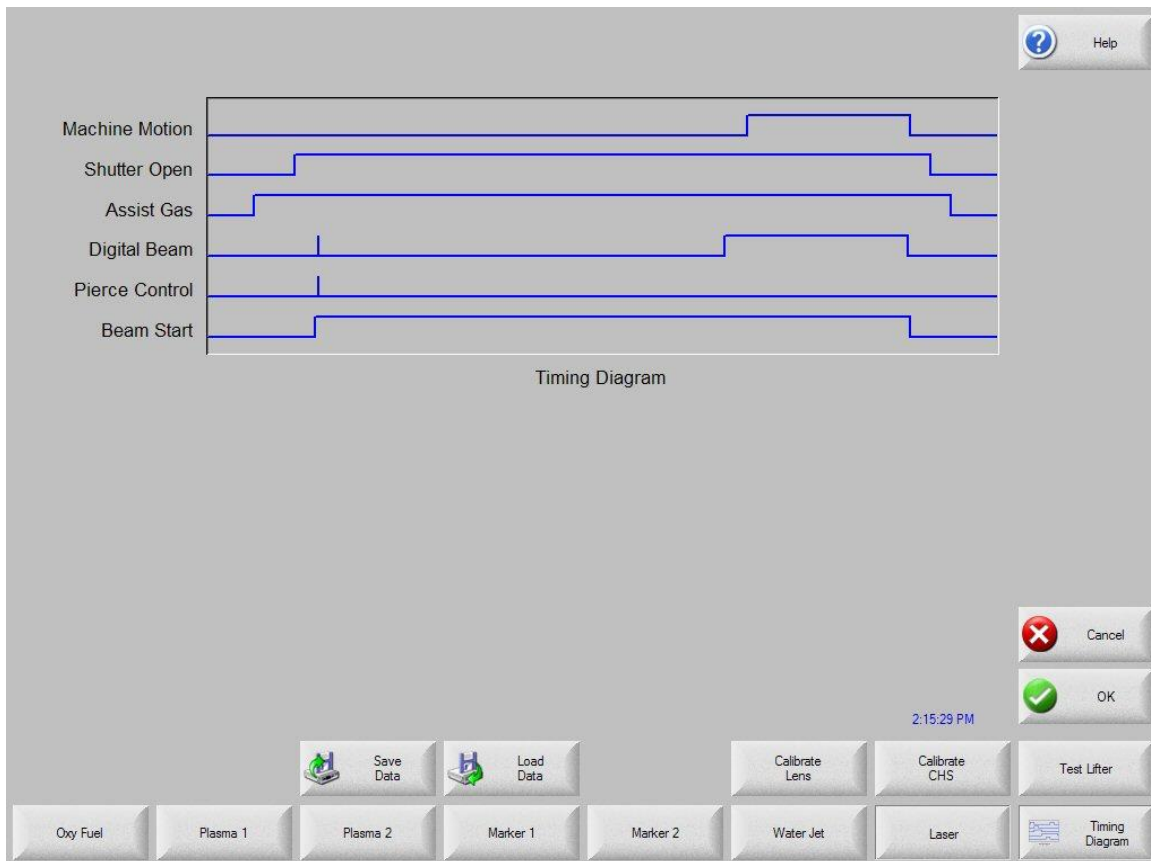 Help
Machine Motion
Shutter Open
Assist Gas
Digital Beam
Pierce Control
Beam Start
Timing Diagram
Cancel
OK
2:15:29 PM
Save
Data
Load
Data
Calibrate
Lens
Calibrate
CHS
Test Lifter
Oxy Fuel
Plasma 1
Plasma 2
Marker 1
Marker 2
Water Jet
Laser
Timing
Diagram